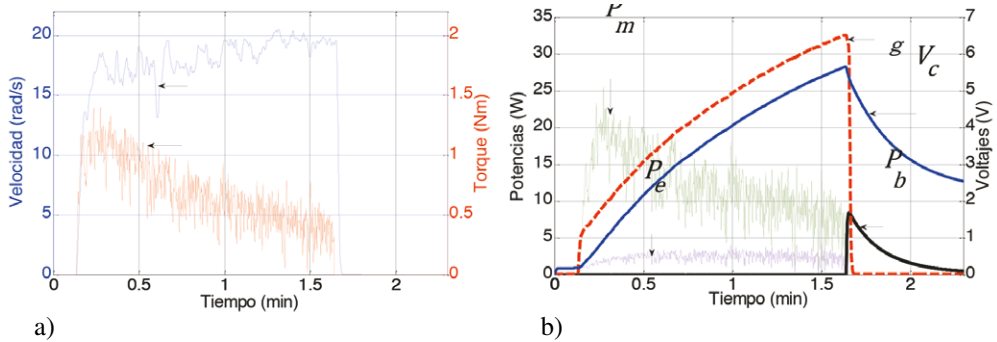 20
15
10
5
0
Velocidad (rad/s)
2
1.5
1
0.5
0
Torque (Nm)
0 0.5 1 1.5 2
Tiempo (min)
a)
35
30
25
20
15
10
5
0
Potencias (W)
7
6
5
4
3
2
1
0
Voltajes (V)
P m
g V c
P e
P b
0.5 1 1.5 2
Tiempo (min)
b)